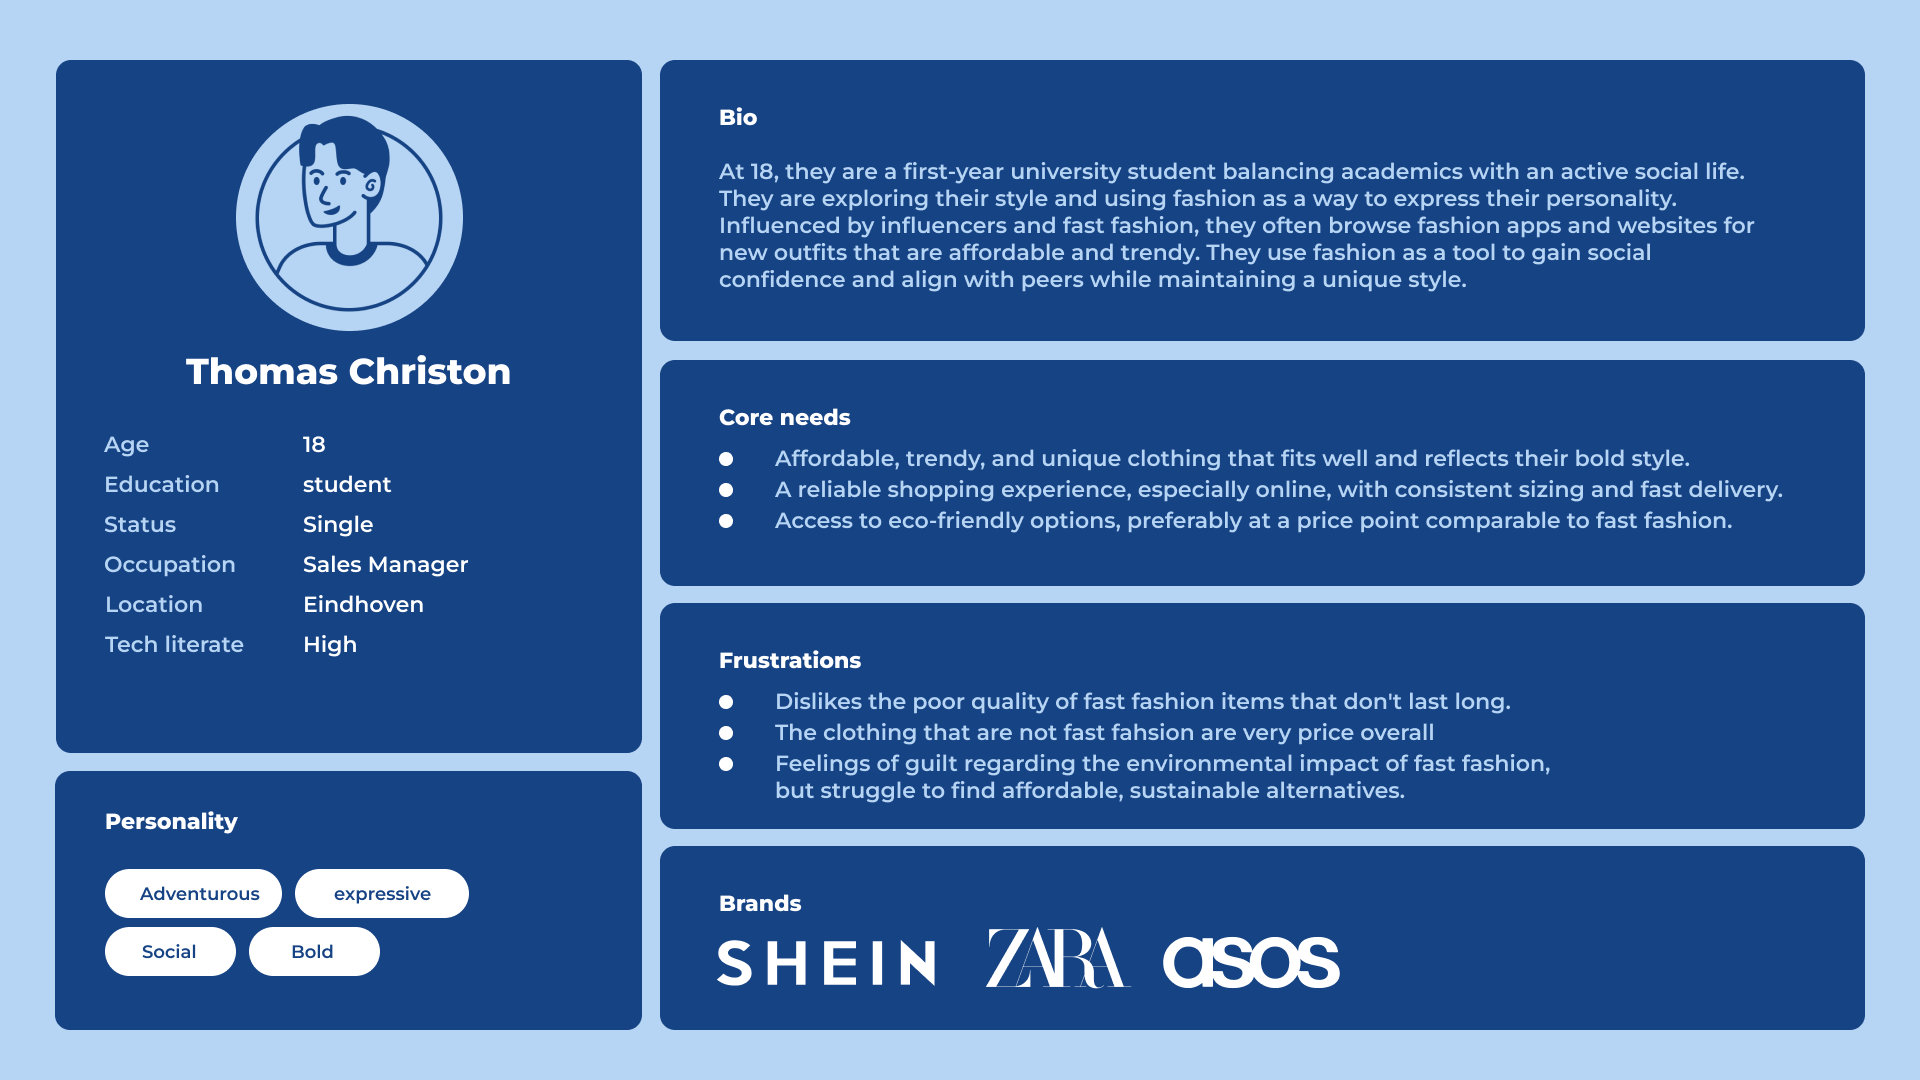 Thomas Christon
Age 18
Education student
Status Single
Occupation Sales Manager
Location Eindhoven
Tech literate High
Personality
Adventurous expressive
Social Bold
Bio
At 18, they are a first-year university student balancing academics with an active social life.
They are exploring their style and using fashion as a way to express their personality.
Influenced by influencers and fast fashion, they often browse fashion apps and websites for
new outfits that are affordable and trendy. They use fashion as a tool to gain social
confidence and align with peers while maintaining a unique style.
Core needs
Affordable, trendy, and unique clothing that fits well and reflects their bold style.
A reliable shopping experience, especially online, with consistent sizing and fast delivery.
Access to eco-friendly options, preferably at a price point comparable to fast fashion.
Frustrations
Dislikes the poor quality of fast fashion items that don't last long.
The clothing that are not fast fahsion are very price overall
Feelings of guilt regarding the environmental impact of fast fashion,
but struggle to find affordable, sustainable alternatives.
Brands
SHEIN ZARA asos